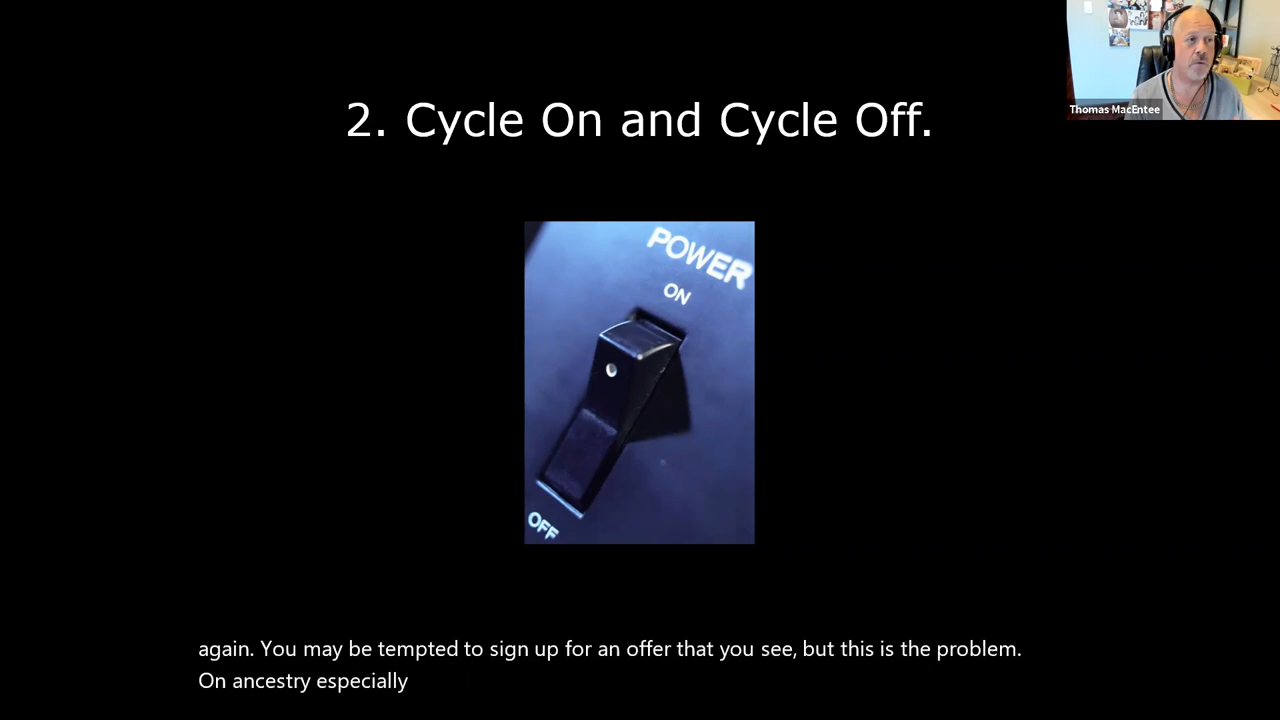 2. Cycle On and Cycle Off.
Thomas MacEntee
POWER
ON
OFF
again. You may be tempted to sign up for an offer that you see, but this is the problem.
On ancestry especially